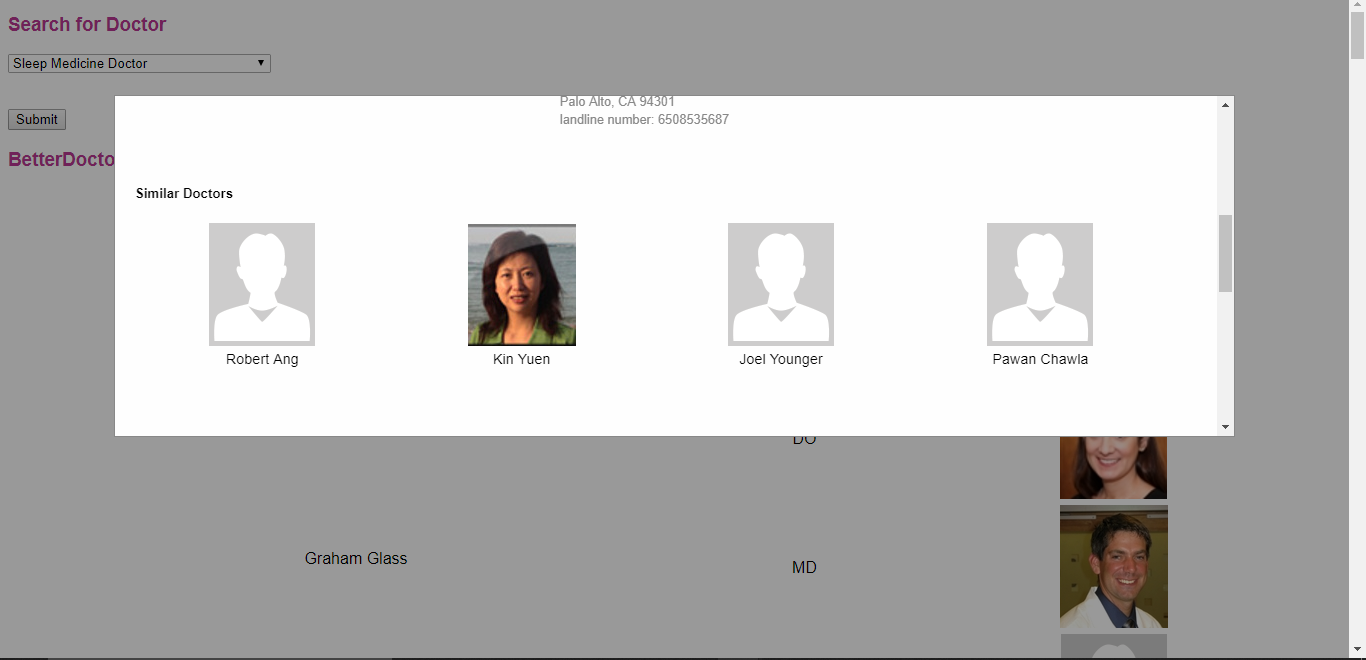 Search for Doctor
Sleep Medicine Doctor
Submit
BetterDocto
Palo Alto, CA 94301
landline number: 6508535687
Similar Doctors
Robert Ang
Kin Yuen
Joel Younger
Pawan Chawla
DO
Graham Glass
MD